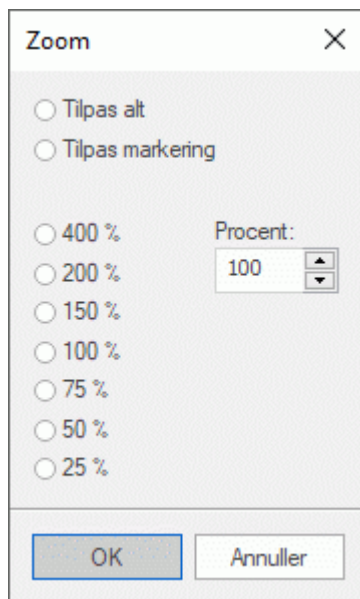 Zoom
Tilpas alt
Tilpas markering
400 %
Procent:
200 %
100
150 %
100 %
75 %
50 %
25 %
OK
Annuller